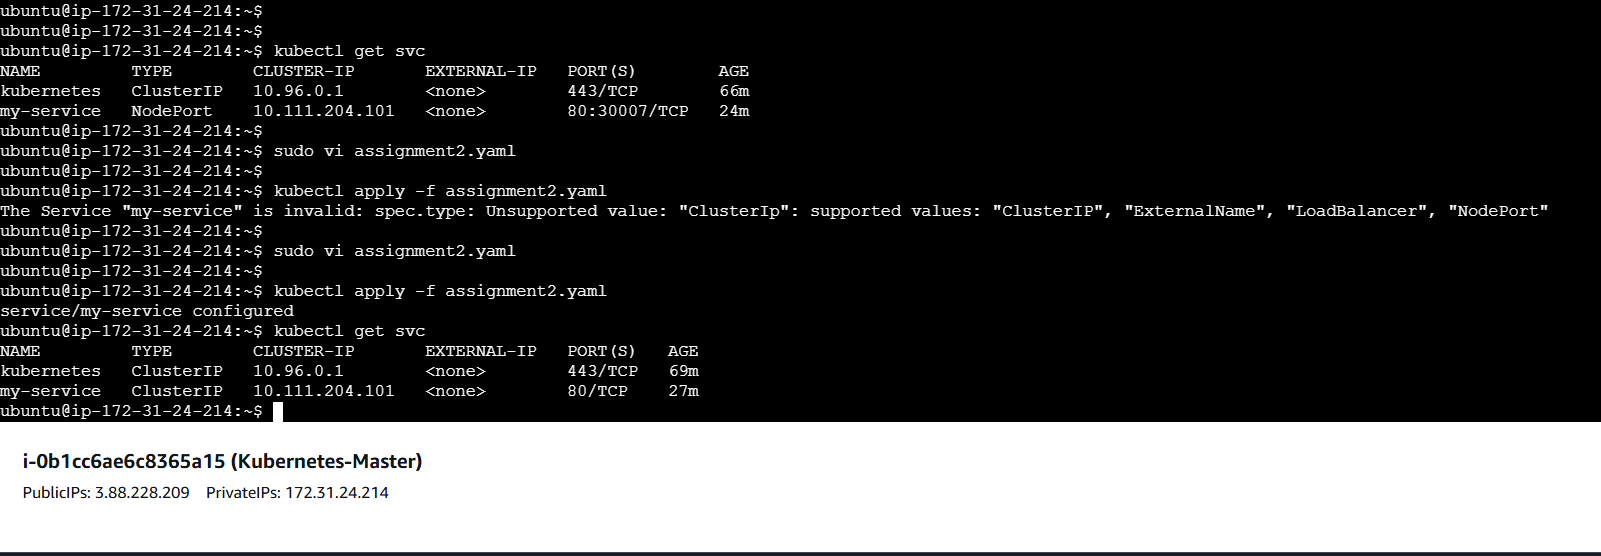 ubuntu@ip-172-31-24-214:~$
ubuntu@ip-172-31-24-214:~$
ubuntu@ip-172-31-24-214:~$ kubectl get svc
NAME         TYPE        CLUSTER-IP       EXTERNAL-IP   PORT(S)        AGE
kubernetes   ClusterIP   10.96.0.1        <none>        443/TCP        66m
my-service   NodePort    10.111.204.101   <none>        80:30007/TCP   24m
ubuntu@ip-172-31-24-214:~$
ubuntu@ip-172-31-24-214:~$ sudo vi assignment2.yaml
ubuntu@ip-172-31-24-214:~$
ubuntu@ip-172-31-24-214:~$ kubectl apply -f assignment2.yaml
The Service "my-service" is invalid: spec.type: Unsupported value: "ClusterIp": supported values: "ClusterIP", "ExternalName", "LoadBalancer", "NodePort"
ubuntu@ip-172-31-24-214:~$
ubuntu@ip-172-31-24-214:~$ sudo vi assignment2.yaml
ubuntu@ip-172-31-24-214:~$
ubuntu@ip-172-31-24-214:~$ kubectl apply -f assignment2.yaml
service/my-service configured
ubuntu@ip-172-31-24-214:~$ kubectl get svc
NAME         TYPE        CLUSTER-IP       EXTERNAL-IP   PORT(S)   AGE
kubernetes   ClusterIP   10.96.0.1        <none>        443/TCP   69m
my-service   ClusterIP   10.111.204.101   <none>        80/TCP    27m
ubuntu@ip-172-31-24-214:~$
i-0b1cc6ae6c8365a15 (Kubernetes-Master)
PublicIPs: 3.88.228.209 PrivateIPs: 172.31.24.214